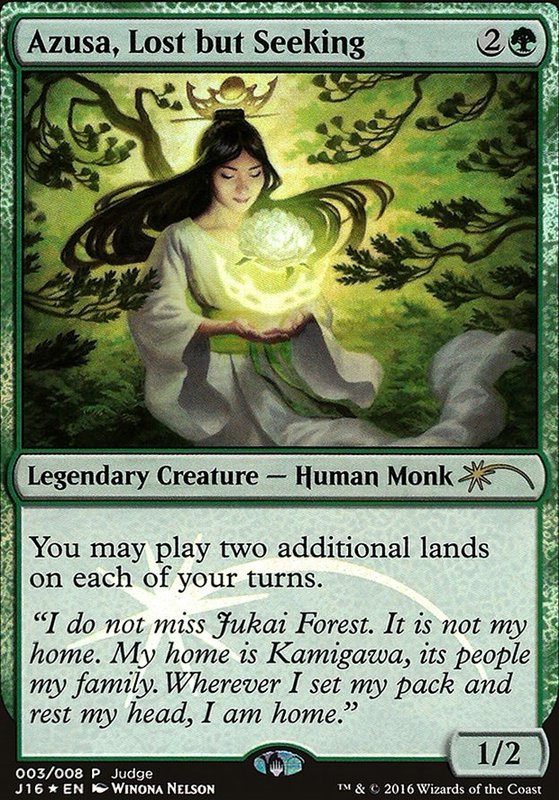 Azusa, Lost but Seeking 2
Legendary Creature — Human Monk
You may play two additional lands
on each of your turns.
“I do not miss Jukai Forest. It is not my
home. My home is Kamigawa, its people
my family. Wherever I set my pack and
rest my head, I am home.”
1/2
003/008 P Judge
J16 ★ EN Winona Nelson ™ & © 2016 Wizards of the Coast